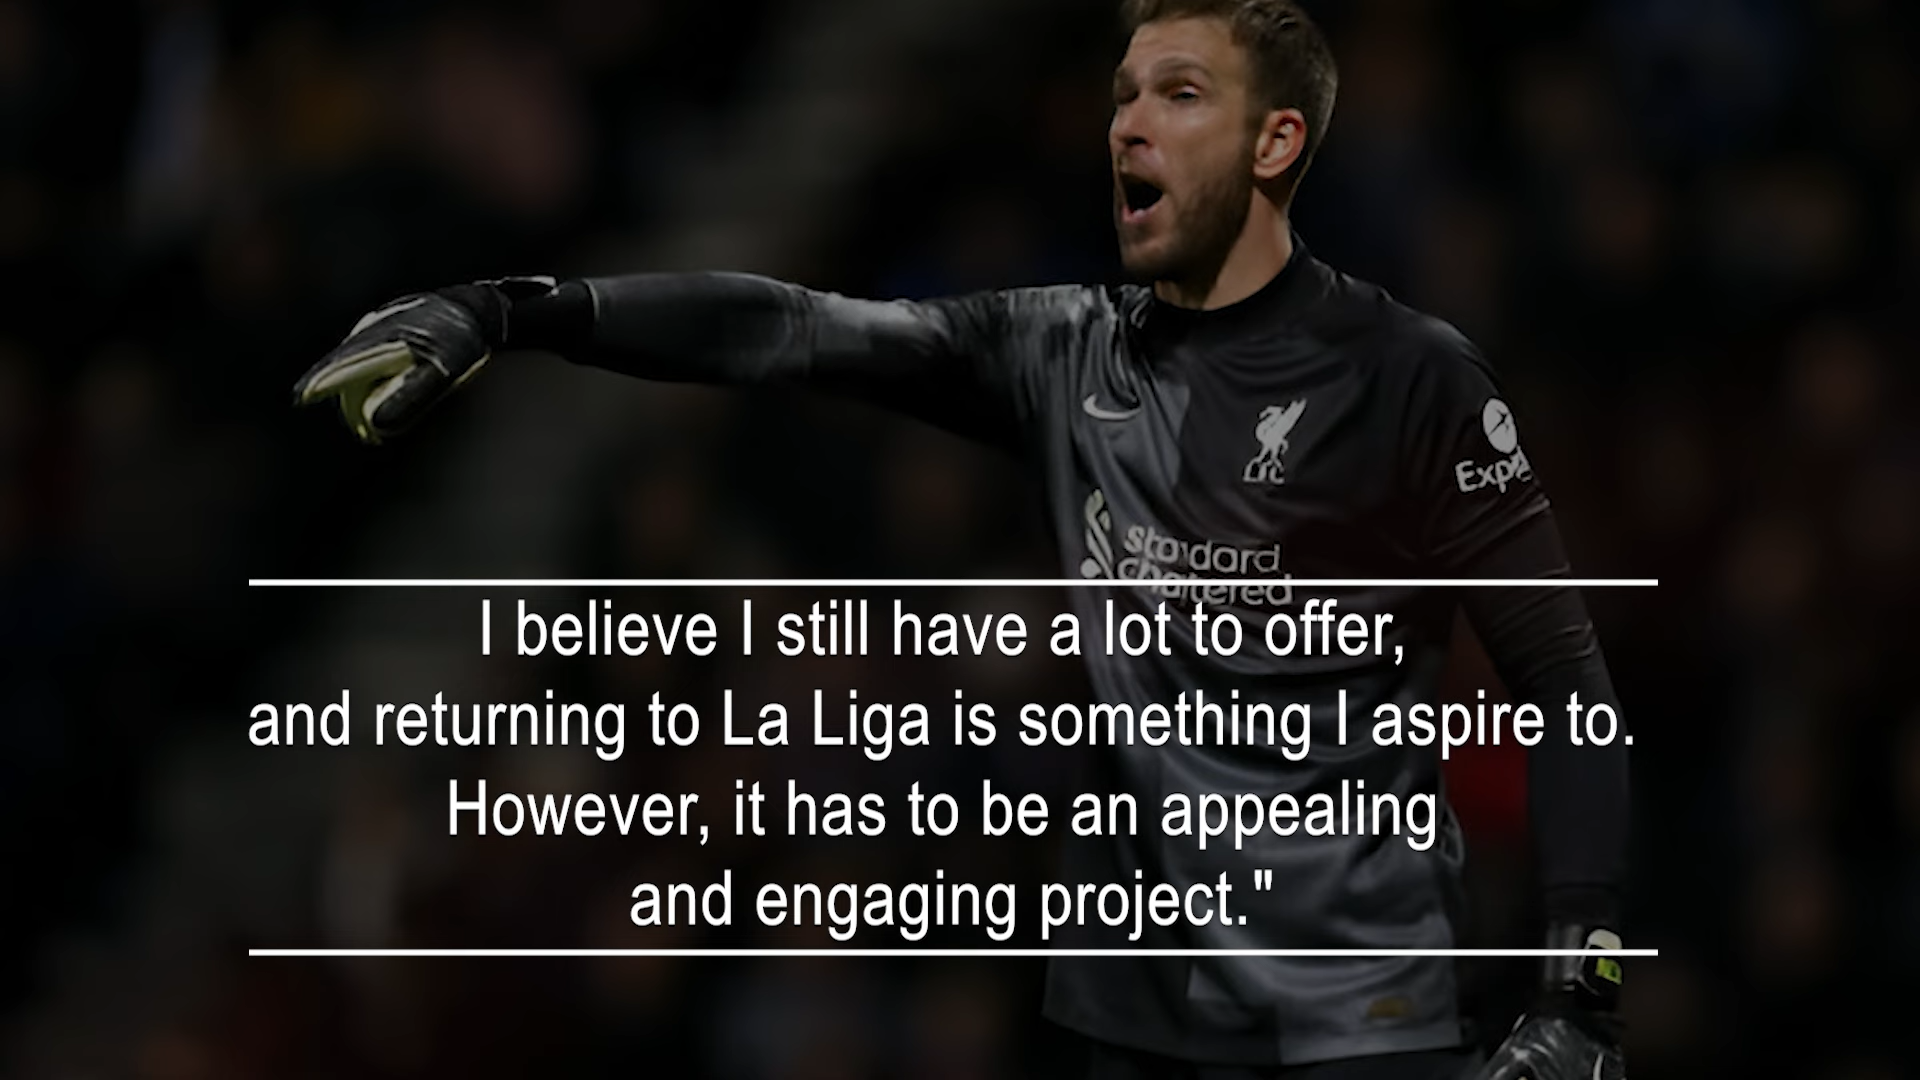 LFC
Exp
standard
chartered
I believe I still have a lot to offer,
and returning to La Liga is something I aspire to.
However, it has to be an appealing
and engaging project."